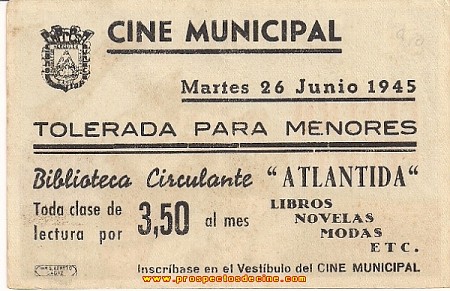 CINE MUNICIPAL
Martes 26 Junio 1945
TOLERADA PARA MENORES
Biblioteca Circulante "ATLANTIDA"
Toda clase de lectura por 3,50 al mes
LIBROS
NOVELAS
MODAS
ETC.
Inscríbase en el Vestíbulo del CINE MUNICIPAL
www.prospectosdecine.com